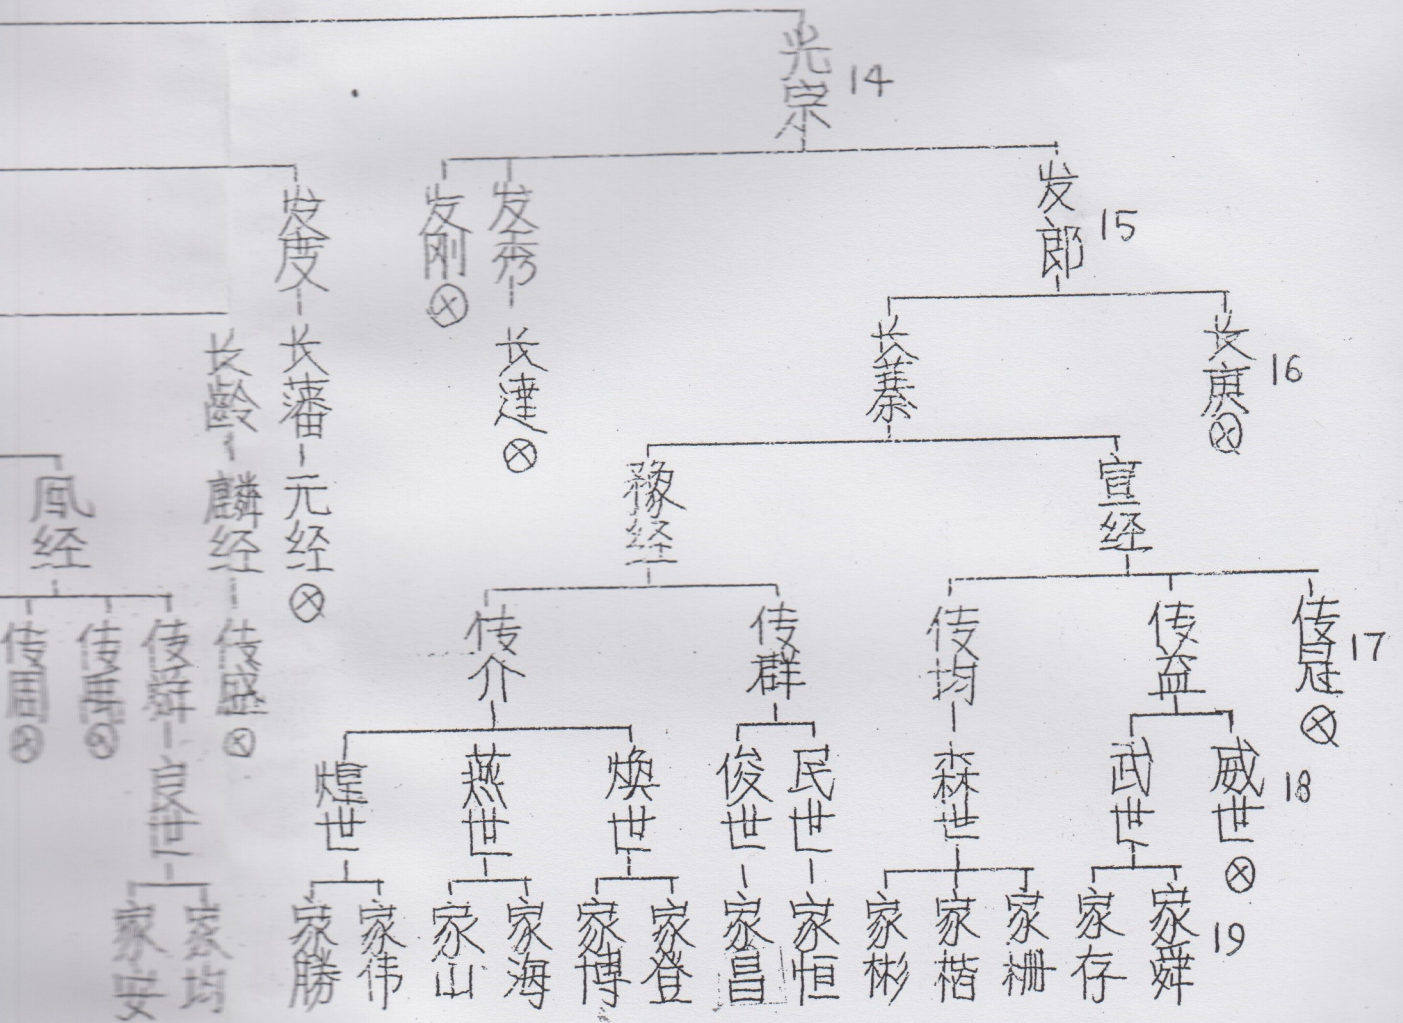 光宗 14
发度
发刚 ⊗
发秀
发郎 15
长龄
长藩
长达 ⊗
长蓁
长庚 ⊗ 16
凤经
麟经
元经 ⊗
豫经
宣经
传周 ⊗
⊗
传舜
传盛 ⊗
传介
传群
传均
传益
传冠 ⊗ 17
良世
煌世
燕世
焕世
俊世
民世
森世
武世
威世 ⊗ 18
家安
家均
家勝
家伟
家山
家海
家博
家登
家昌
家恒
家彬
家楷
家栅
家存
家舜 19